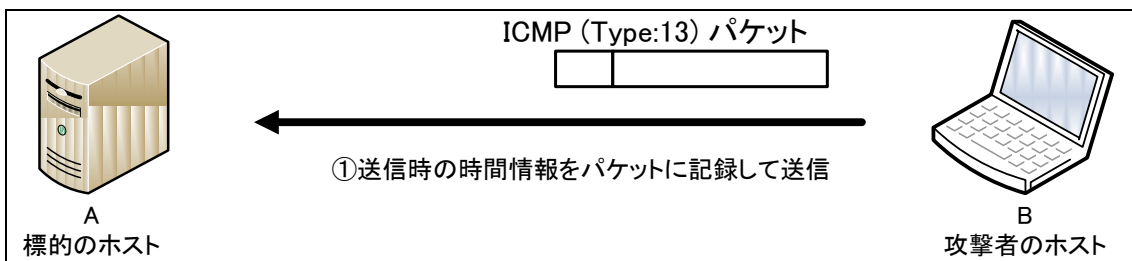 ICMP (Type:13) パケット
①送信時の時間情報をパケットに記録して送信
A
標的のホスト
B
攻撃者のホスト